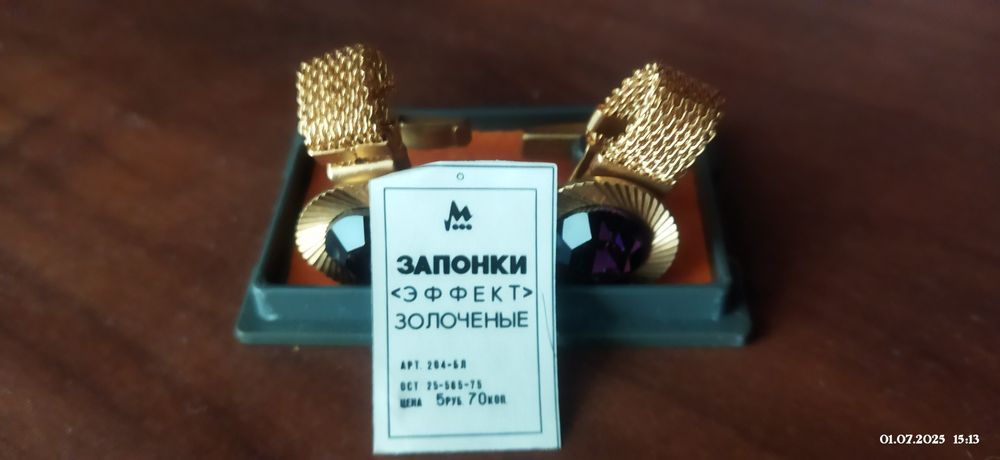 ЗАПОНКИ
<ЭФФЕКТ>
ЗОЛОЧЕНЫЕ
АРТ. 204-БЛ
ОСТ 25-565-75
ЦЕНА 5РУБ. 70КОП.
01.07.2025 15:13